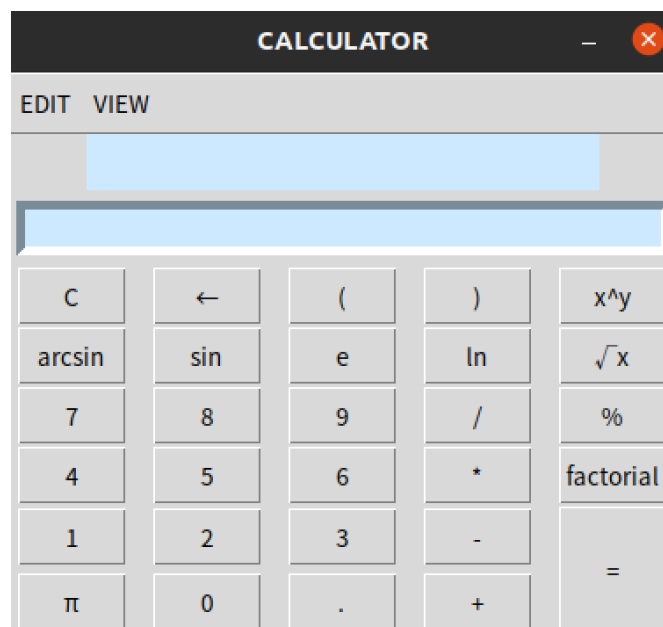 CALCULATOR
EDIT VIEW
C ← ( ) x^y
arcsin sin e ln √x
7 8 9 / %
4 5 6 * factorial
1 2 3 -
=
π 0 . +